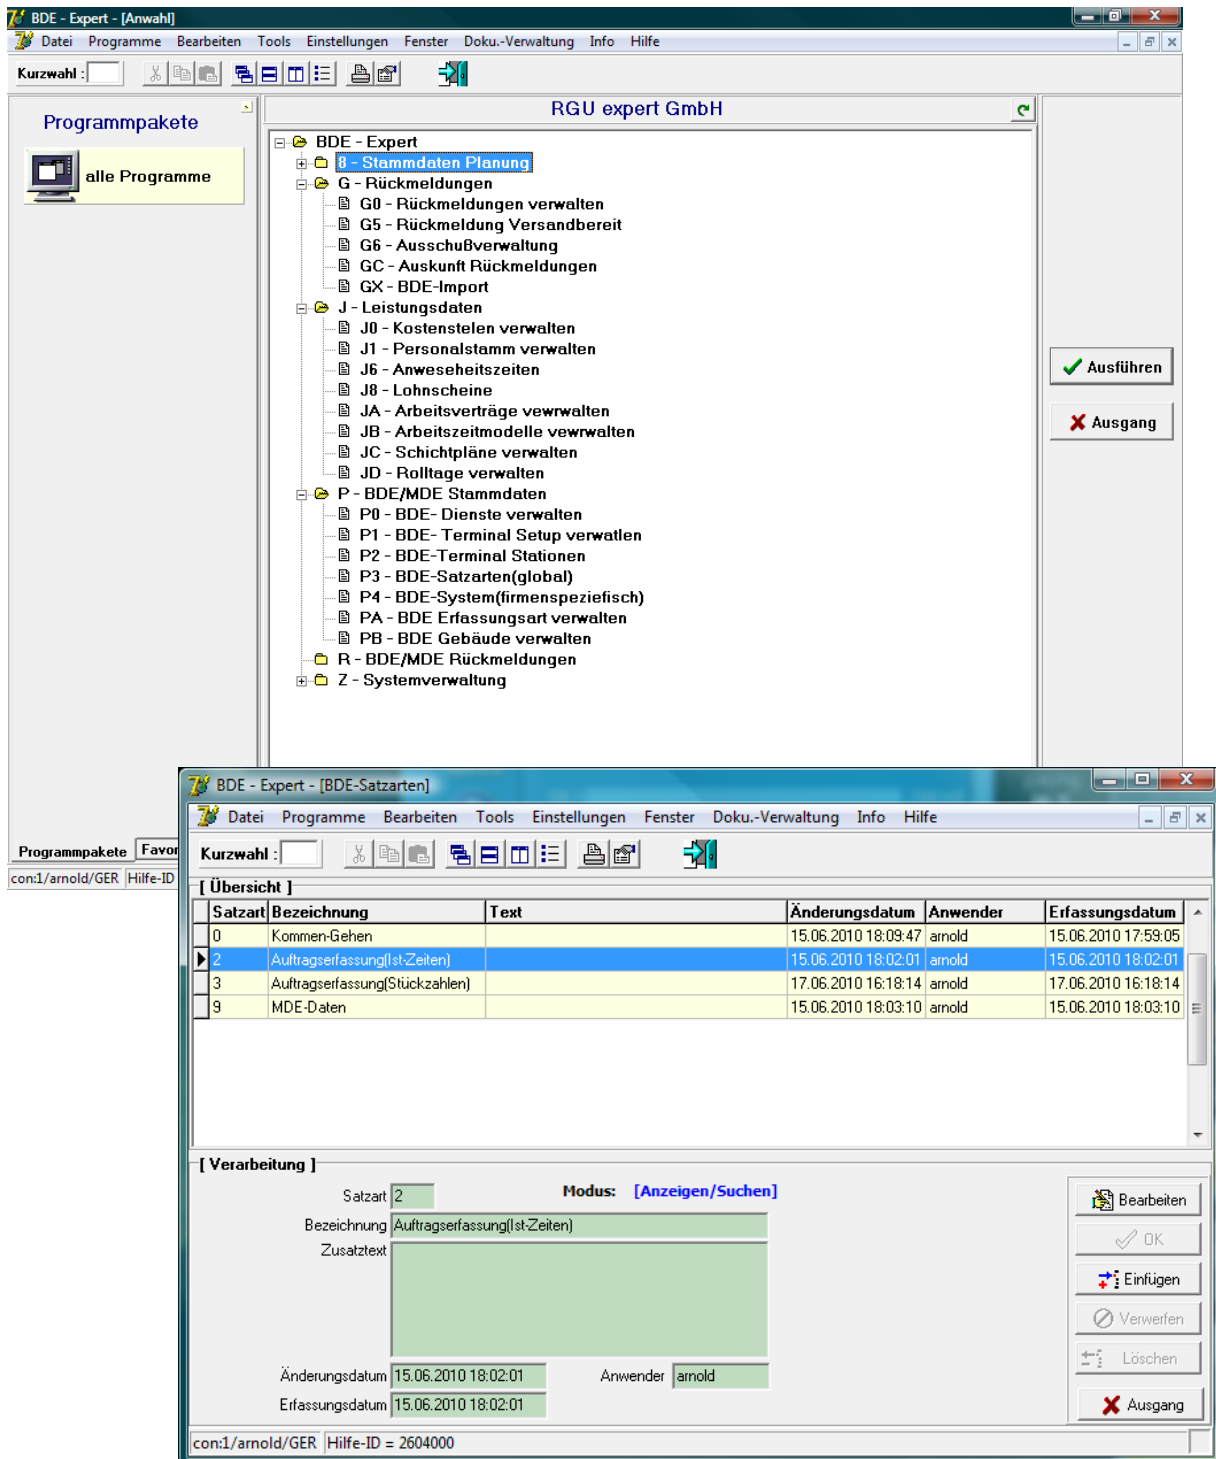 BDE - Expert - [Anwahl]
Datei Programme Bearbeiten Tools Einstellungen Fenster Doku.-Verwaltung Info Hilfe
Kurzwahl :
Programmpakete
alle Programme
RGU expert GmbH
BDE - Expert
8 - Stammdaten Planung
G - Rückmeldungen
G0 - Rückmeldungen verwalten
G5 - Rückmeldung Versandbereit
G6 - Ausschußverwaltung
GC - Auskunft Rückmeldungen
GX - BDE-Import
J - Leistungsdaten
J0 - Kostenstelen verwalten
J1 - Personalstamm verwalten
J6 - Anweseheitszeiten
J8 - Lohnscheine
JA - Arbeitsverträge vewrwalten
JB - Arbeitszeitmodelle vewrwalten
JC - Schichtpläne verwalten
JD - Rolltage verwalten
P - BDE/MDE Stammdaten
P0 - BDE- Dienste verwalten
P1 - BDE- Terminal Setup verwatlen
P2 - BDE-Terminal Stationen
P3 - BDE-Satzarten(global)
P4 - BDE-System(firmenspeziefisch)
PA - BDE Erfassungsart verwalten
PB - BDE Gebäude verwalten
R - BDE/MDE Rückmeldungen
Z - Systemverwaltung
Ausführen
Ausgang
Programmpakete Favor
con:1/arnold/GER Hilfe-ID
BDE - Expert - [BDE-Satzarten]
Datei Programme Bearbeiten Tools Einstellungen Fenster Doku.-Verwaltung Info Hilfe
Kurzwahl :
[ Übersicht ]
Satzart Bezeichnung Text Änderungsdatum Anwender Erfassungsdatum
0 Kommen-Gehen 15.06.2010 18:09:47 arnold 15.06.2010 17:59:05
2 Auftragserfassung(Ist-Zeiten) 15.06.2010 18:02:01 arnold 15.06.2010 18:02:01
3 Auftragserfassung(Stückzahlen) 17.06.2010 16:18:14 arnold 17.06.2010 16:18:14
9 MDE-Daten 15.06.2010 18:03:10 arnold 15.06.2010 18:03:10
[ Verarbeitung ]
Satzart 2 Modus: [Anzeigen/Suchen]
Bezeichnung Auftragserfassung(Ist-Zeiten)
Zusatztext
Änderungsdatum 15.06.2010 18:02:01 Anwender arnold
Erfassungsdatum 15.06.2010 18:02:01
Bearbeiten
OK
Einfügen
Verwerfen
Löschen
Ausgang
con:1/arnold/GER Hilfe-ID = 2604000